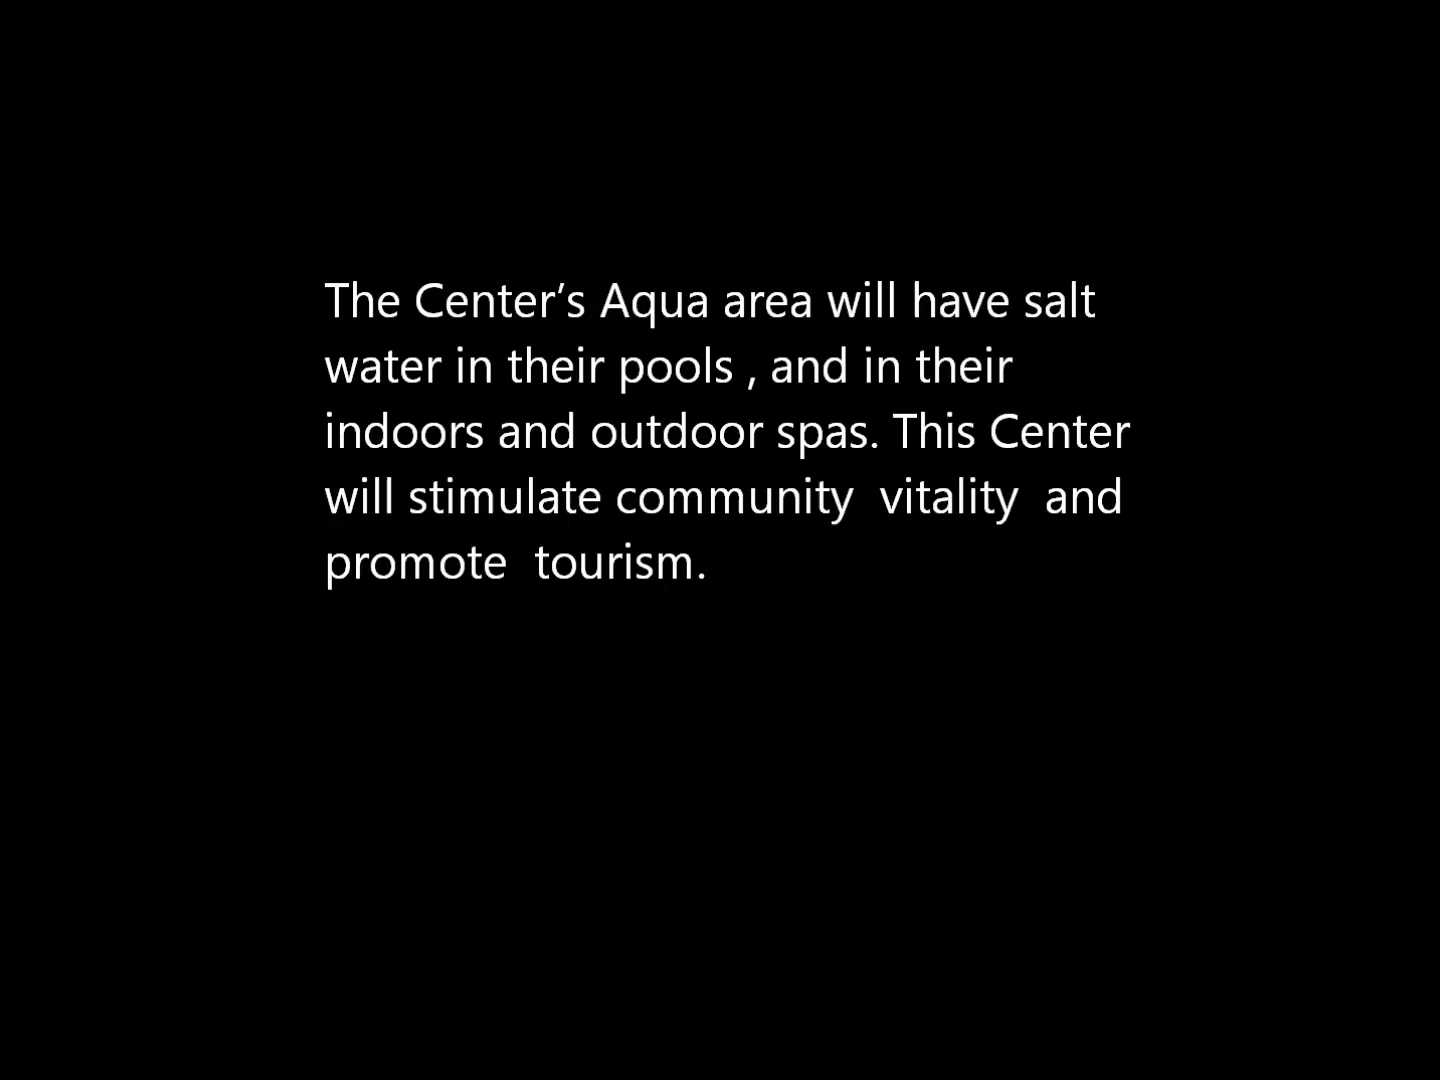 The Center’s Aqua area will have salt
water in their pools , and in their
indoors and outdoor spas. This Center
will stimulate community  vitality  and
promote  tourism.